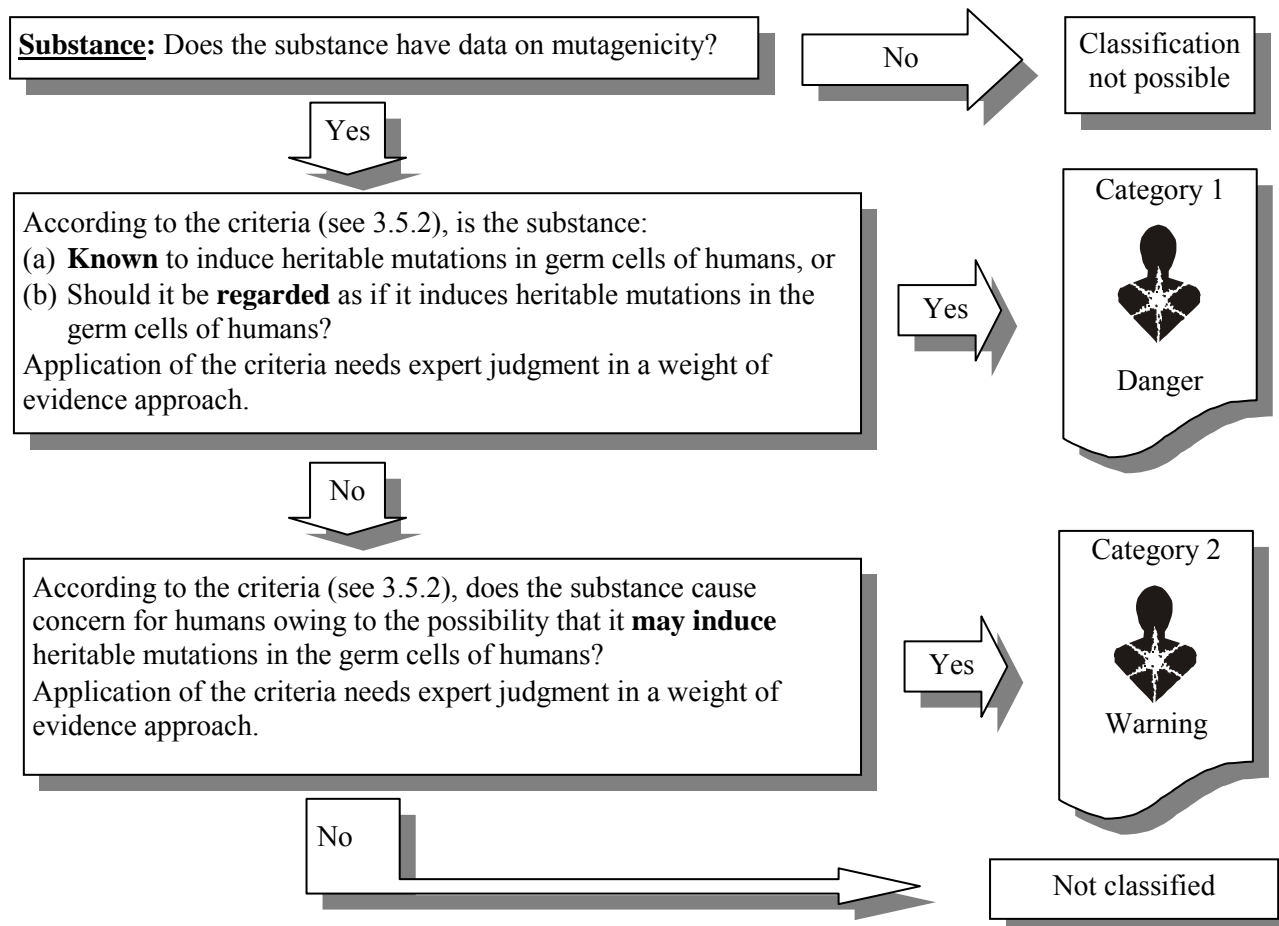 Substance: Does the substance have data on mutagenicity?
No
Classification
not possible
Yes
According to the criteria (see 3.5.2), is the substance:
(a) Known to induce heritable mutations in germ cells of humans, or
(b) Should it be regarded as if it induces heritable mutations in the
germ cells of humans?
Application of the criteria needs expert judgment in a weight of
evidence approach.
Yes
Category 1
Danger
No
According to the criteria (see 3.5.2), does the substance cause
concern for humans owing to the possibility that it may induce
heritable mutations in the germ cells of humans?
Application of the criteria needs expert judgment in a weight of
evidence approach.
Yes
Category 2
Warning
No
Not classified